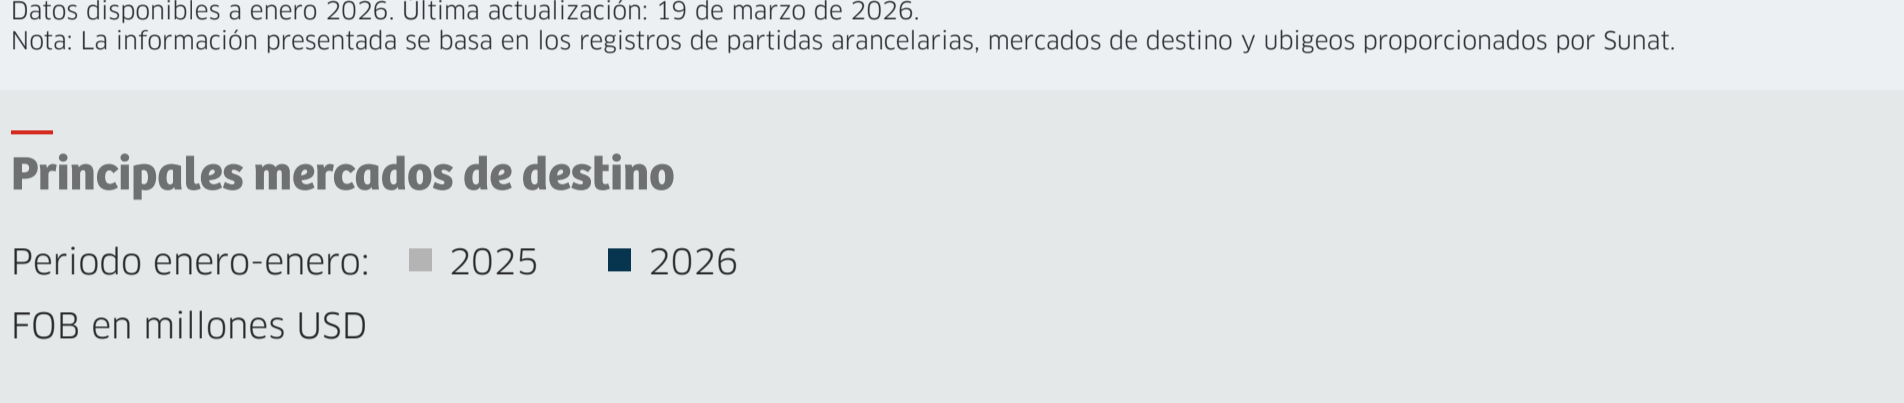 Datos disponibles a enero 2026. Última actualización: 19 de marzo de 2026.
Nota: La información presentada se basa en los registros de partidas arancelarias, mercados de destino y ubigeos proporcionados por Sunat.
Principales mercados de destino
Periodo enero-enero: 2025 2026
FOB en millones USD